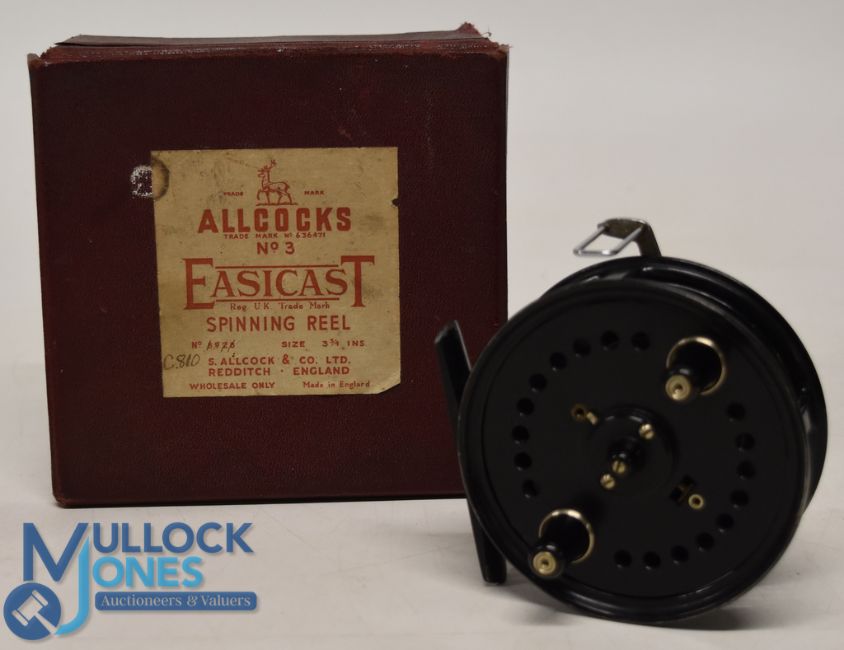 TRADE MARK
ALLCOCKS
TRADE MARK Nº 636471
Nº 3
EASICAST
Reg. U.K. Trade Mark
SPINNING REEL
Nº SIZE 3¾ INS
C.810 S. ALLCOCK & CO. LTD.
REDDITCH · ENGLAND
WHOLESALE ONLY Made in England
MULLOCK
JONES
Auctioneers & Valuers